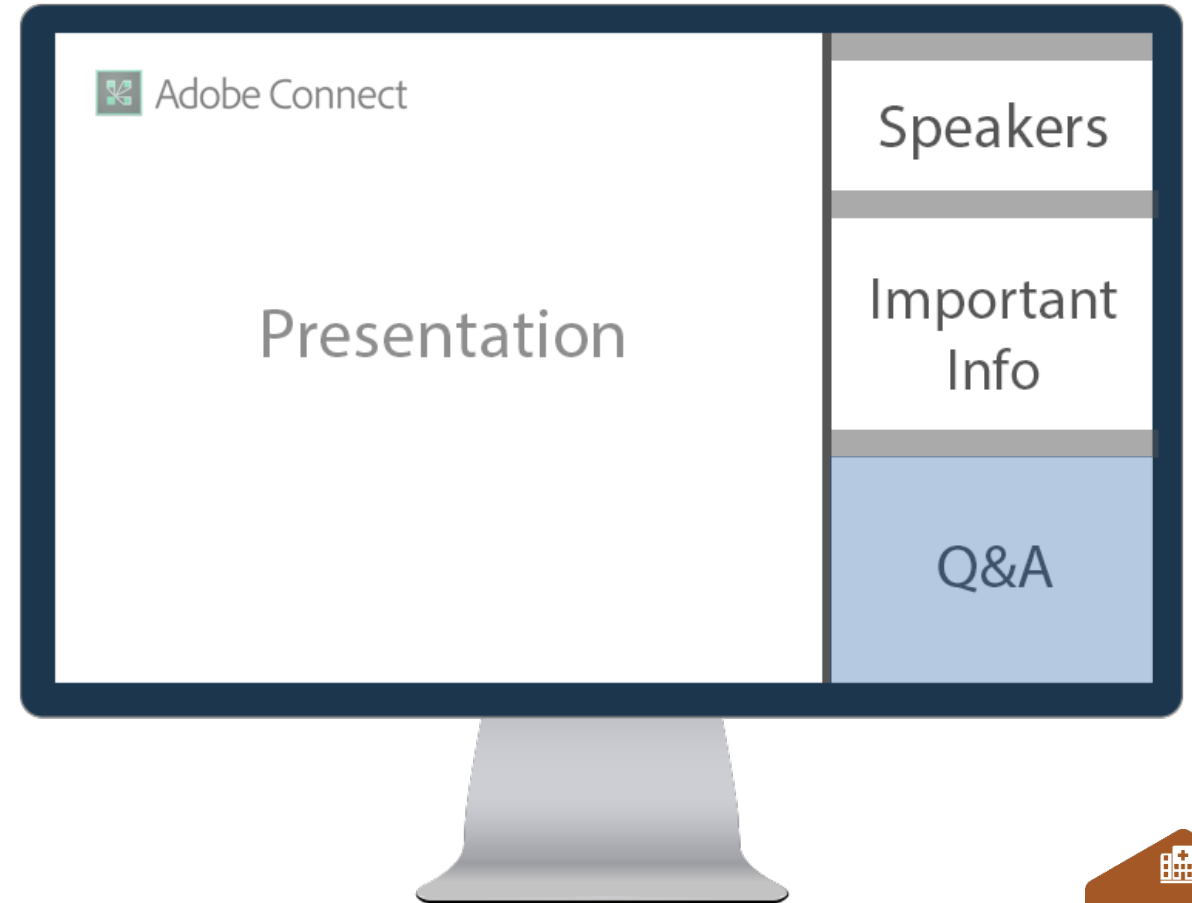 Adobe Connect
Presentation
Speakers
Important
Info
Q&A